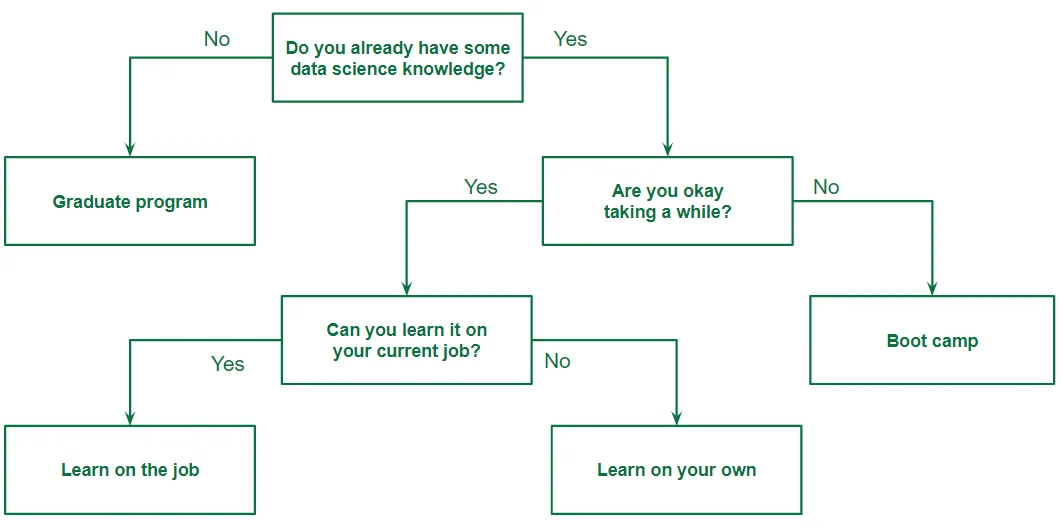 No
Do you already have some
data science knowledge?
Yes
Graduate program
Yes
Are you okay
taking a while?
No
Can you learn it on
your current job?
Boot camp
Yes
No
Learn on the job
Learn on your own